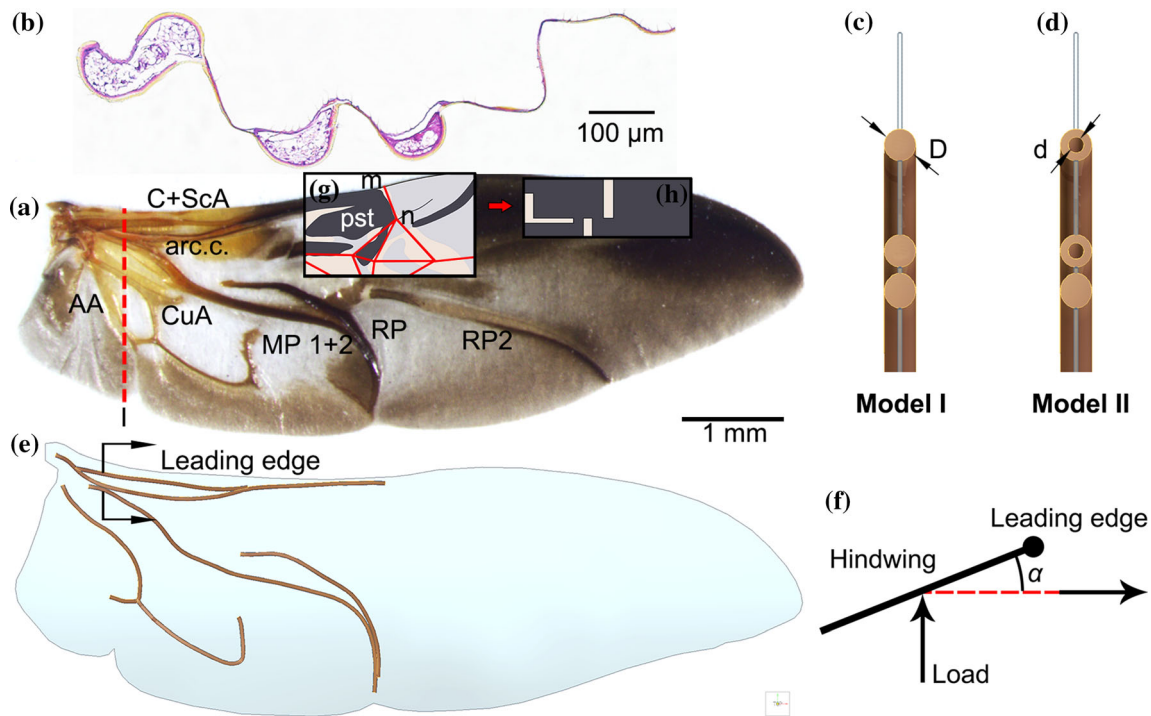 (b)
100 µm
(c)
(d)
D
d
Model I
Model II
(a)
C+ScA
arc.c.
AA
CuA
MP 1+2
RP
RP2
(g)
m
pst
n
(h)
1 mm
(e)
Leading edge
(f)
Leading edge
Hindwing
α
Load